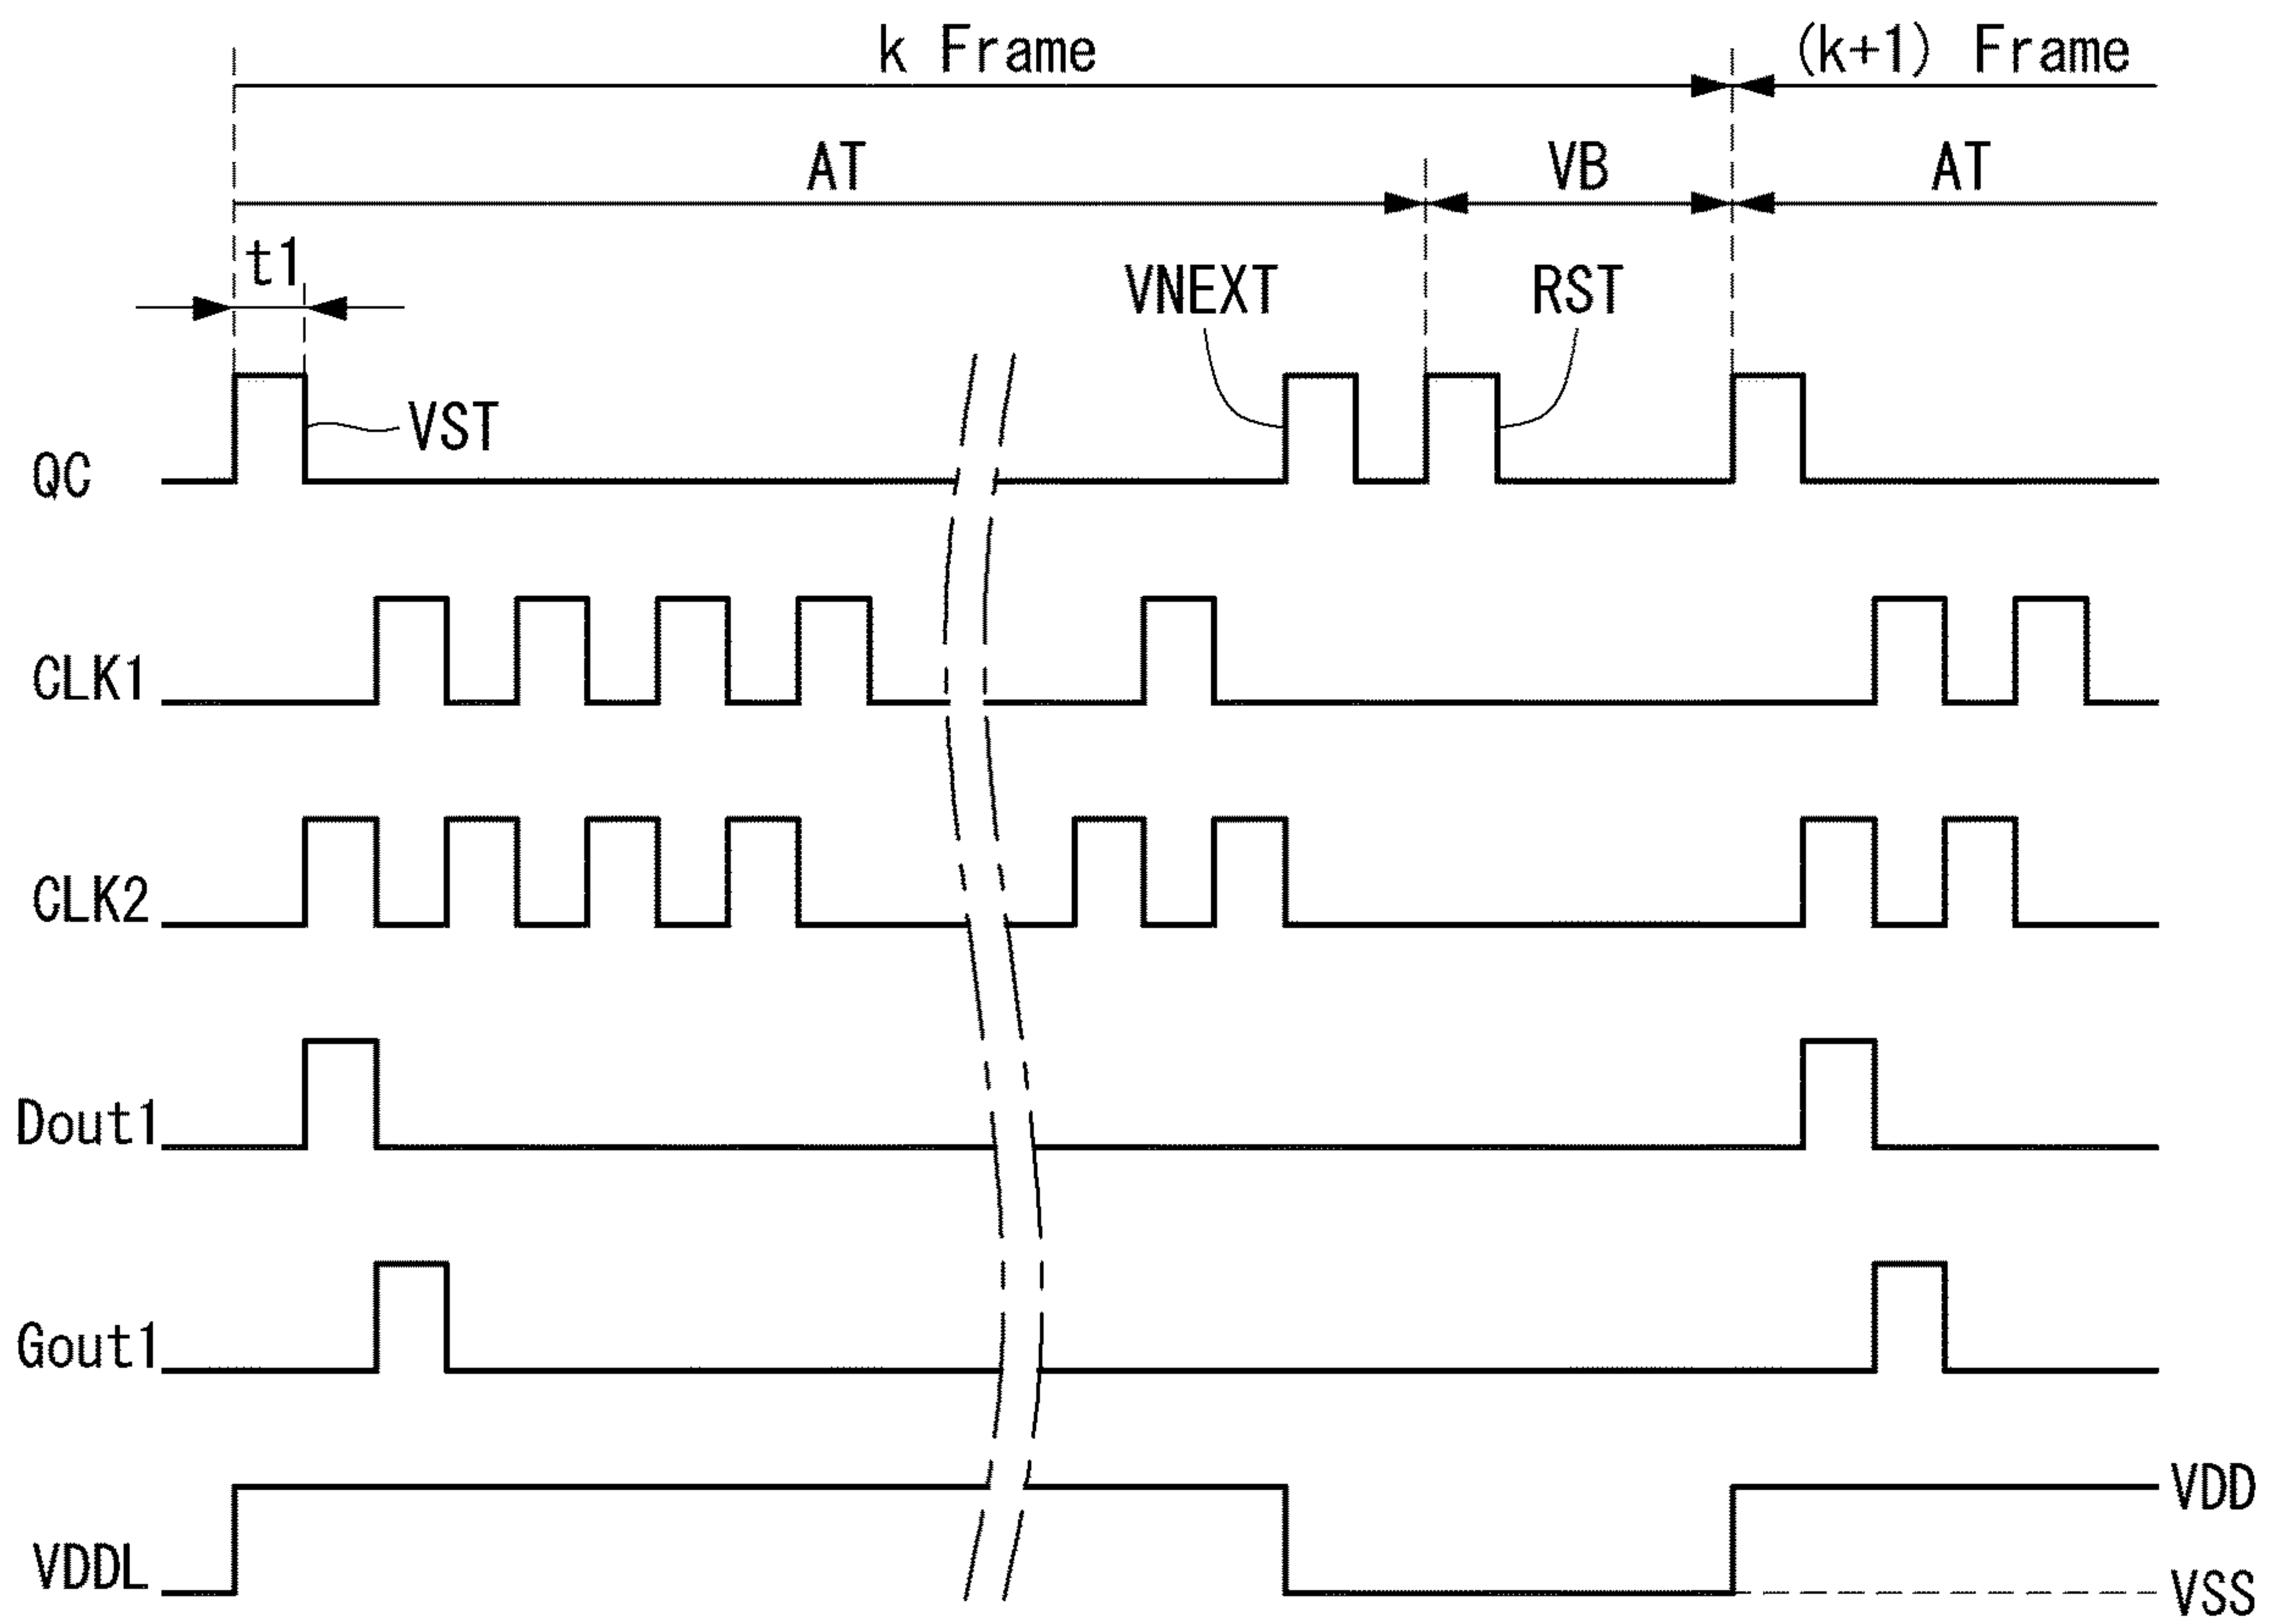 k Frame (k+1) Frame
AT VB AT
t1
VNEXT RST
VST
QC
CLK1
CLK2
Dout1
Gout1
VDD
VDDL
VSS